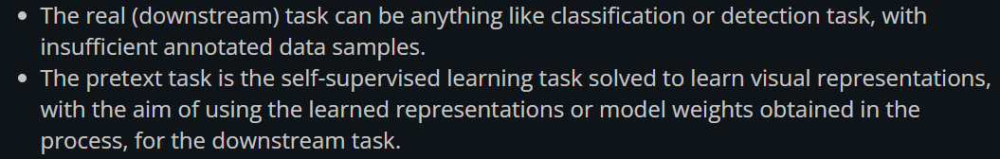 • The real (downstream) task can be anything like classification or detection task, with
insufficient annotated data samples.
• The pretext task is the self-supervised learning task solved to learn visual representations,
with the aim of using the learned representations or model weights obtained in the
process, for the downstream task.